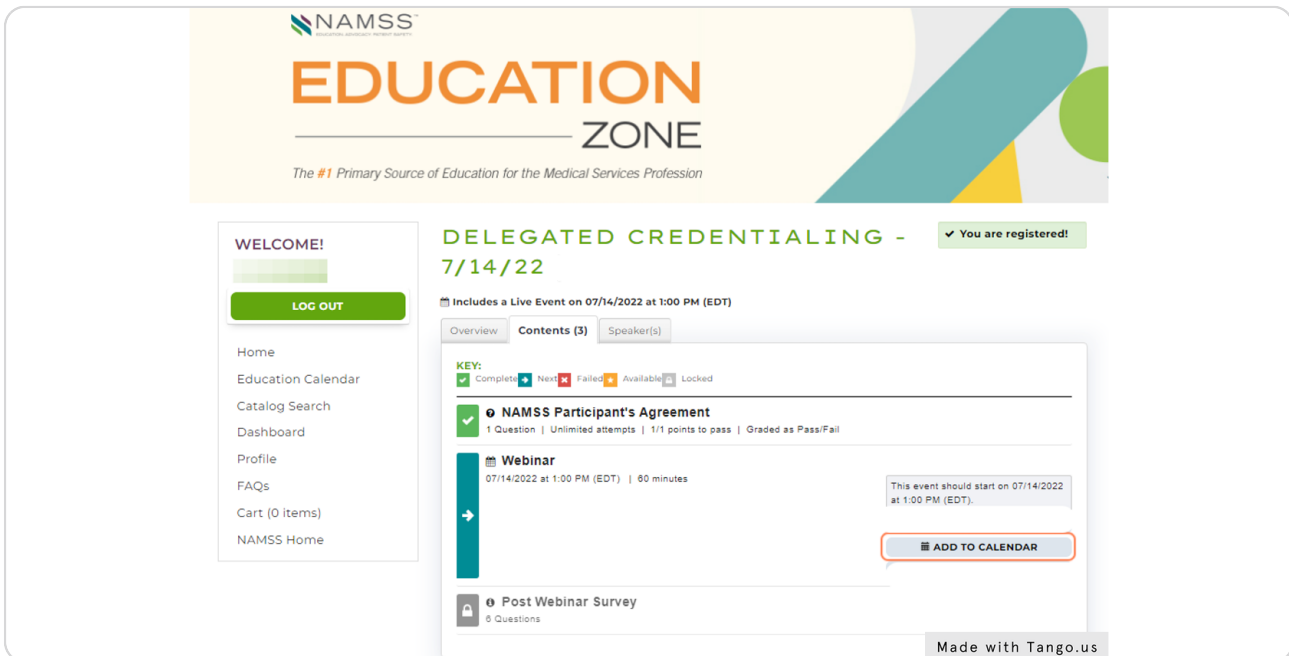 NAMSS
EDUCATION
ZONE
The #1 Primary Source of Education for the Medical Services Profession
WELCOME!
LOG OUT
Home
Education Calendar
Catalog Search
Dashboard
Profile
FAQs
Cart (0 items)
NAMSS Home
DELEGATED CREDENTIALING -
7/14/22
You are registered!
Includes a Live Event on 07/14/2022 at 1:00 PM (EDT)
Overview Contents (3) Speaker(s)
KEY:
Complete Next Failed Available Locked
NAMSS Participant's Agreement
1 Question | Unlimited attempts | 1/1 points to pass | Graded as Pass/Fail
Webinar
07/14/2022 at 1:00 PM (EDT) | 60 minutes
This event should start on 07/14/2022
at 1:00 PM (EDT).
ADD TO CALENDAR
Post Webinar Survey
6 Questions
Made with Tango.us